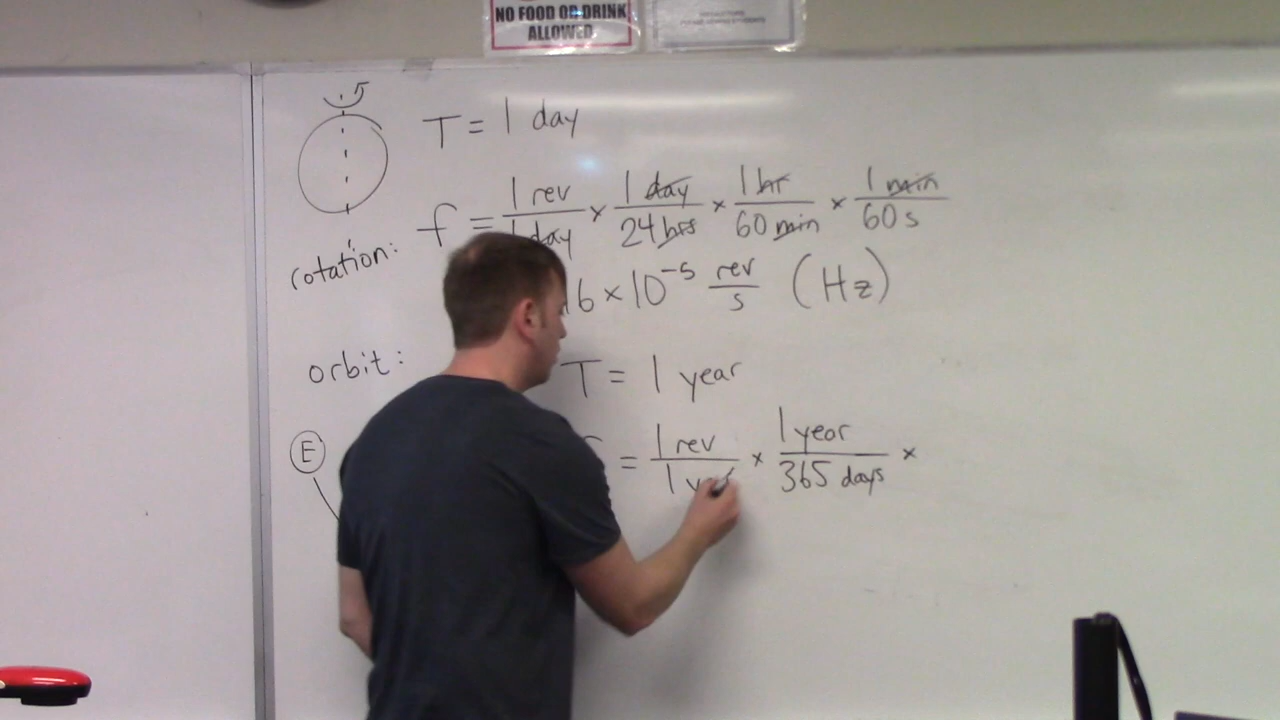 NO FOOD OR DRINK
ALLOWED
T = 1 day
f = 1 rev / 1 day × 1 day / 24 hrs × 1 hr / 60 min × 1 min / 60 s
rotation:
6 × 10⁻⁵ rev / s (Hz)
orbit:
T = 1 year
= 1 rev / 1 × 1 year / 365 days ×
E